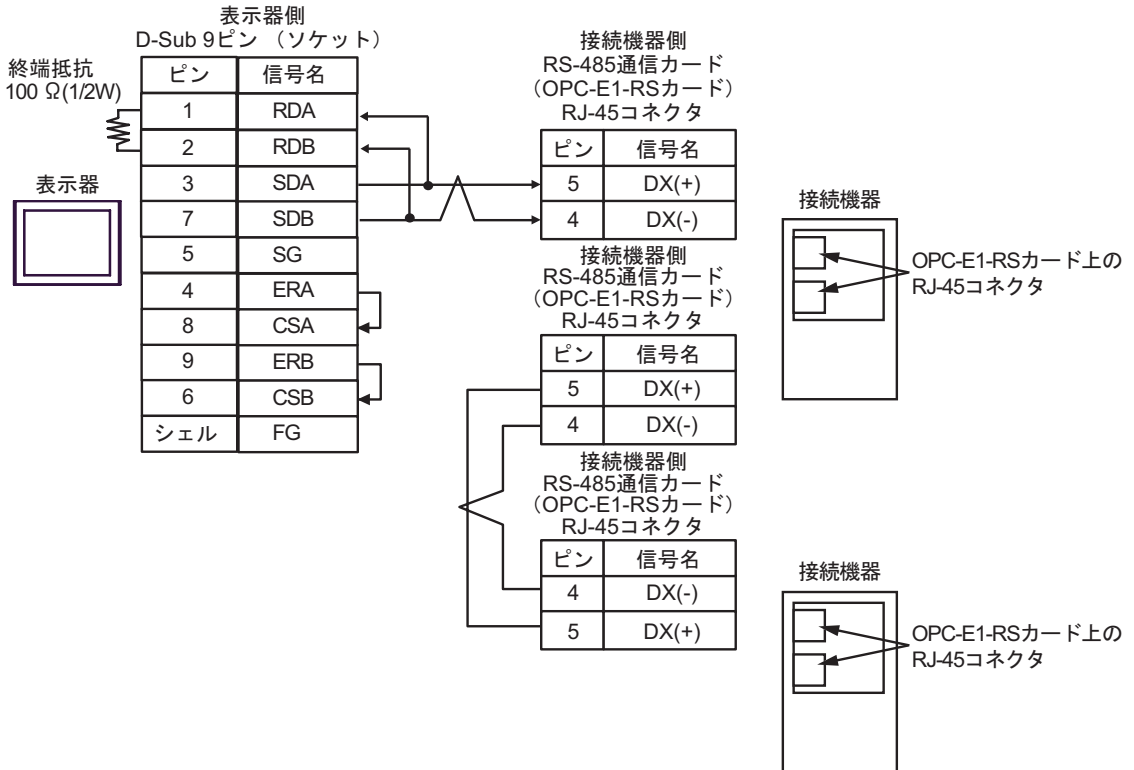 表示器側
D-Sub 9ピン （ソケット）
終端抵抗
100 Ω(1/2W)
ピン 信号名
1 RDA
2 RDB
3 SDA
7 SDB
5 SG
4 ERA
8 CSA
9 ERB
6 CSB
シェル FG
表示器
接続機器側
RS-485通信カード
（OPC-E1-RSカード）
RJ-45コネクタ
ピン 信号名
5 DX(+)
4 DX(-)
接続機器側
RS-485通信カード
（OPC-E1-RSカード）
RJ-45コネクタ
ピン 信号名
5 DX(+)
4 DX(-)
接続機器側
RS-485通信カード
（OPC-E1-RSカード）
RJ-45コネクタ
ピン 信号名
4 DX(-)
5 DX(+)
接続機器
OPC-E1-RSカード上の
RJ-45コネクタ
接続機器
OPC-E1-RSカード上の
RJ-45コネクタ